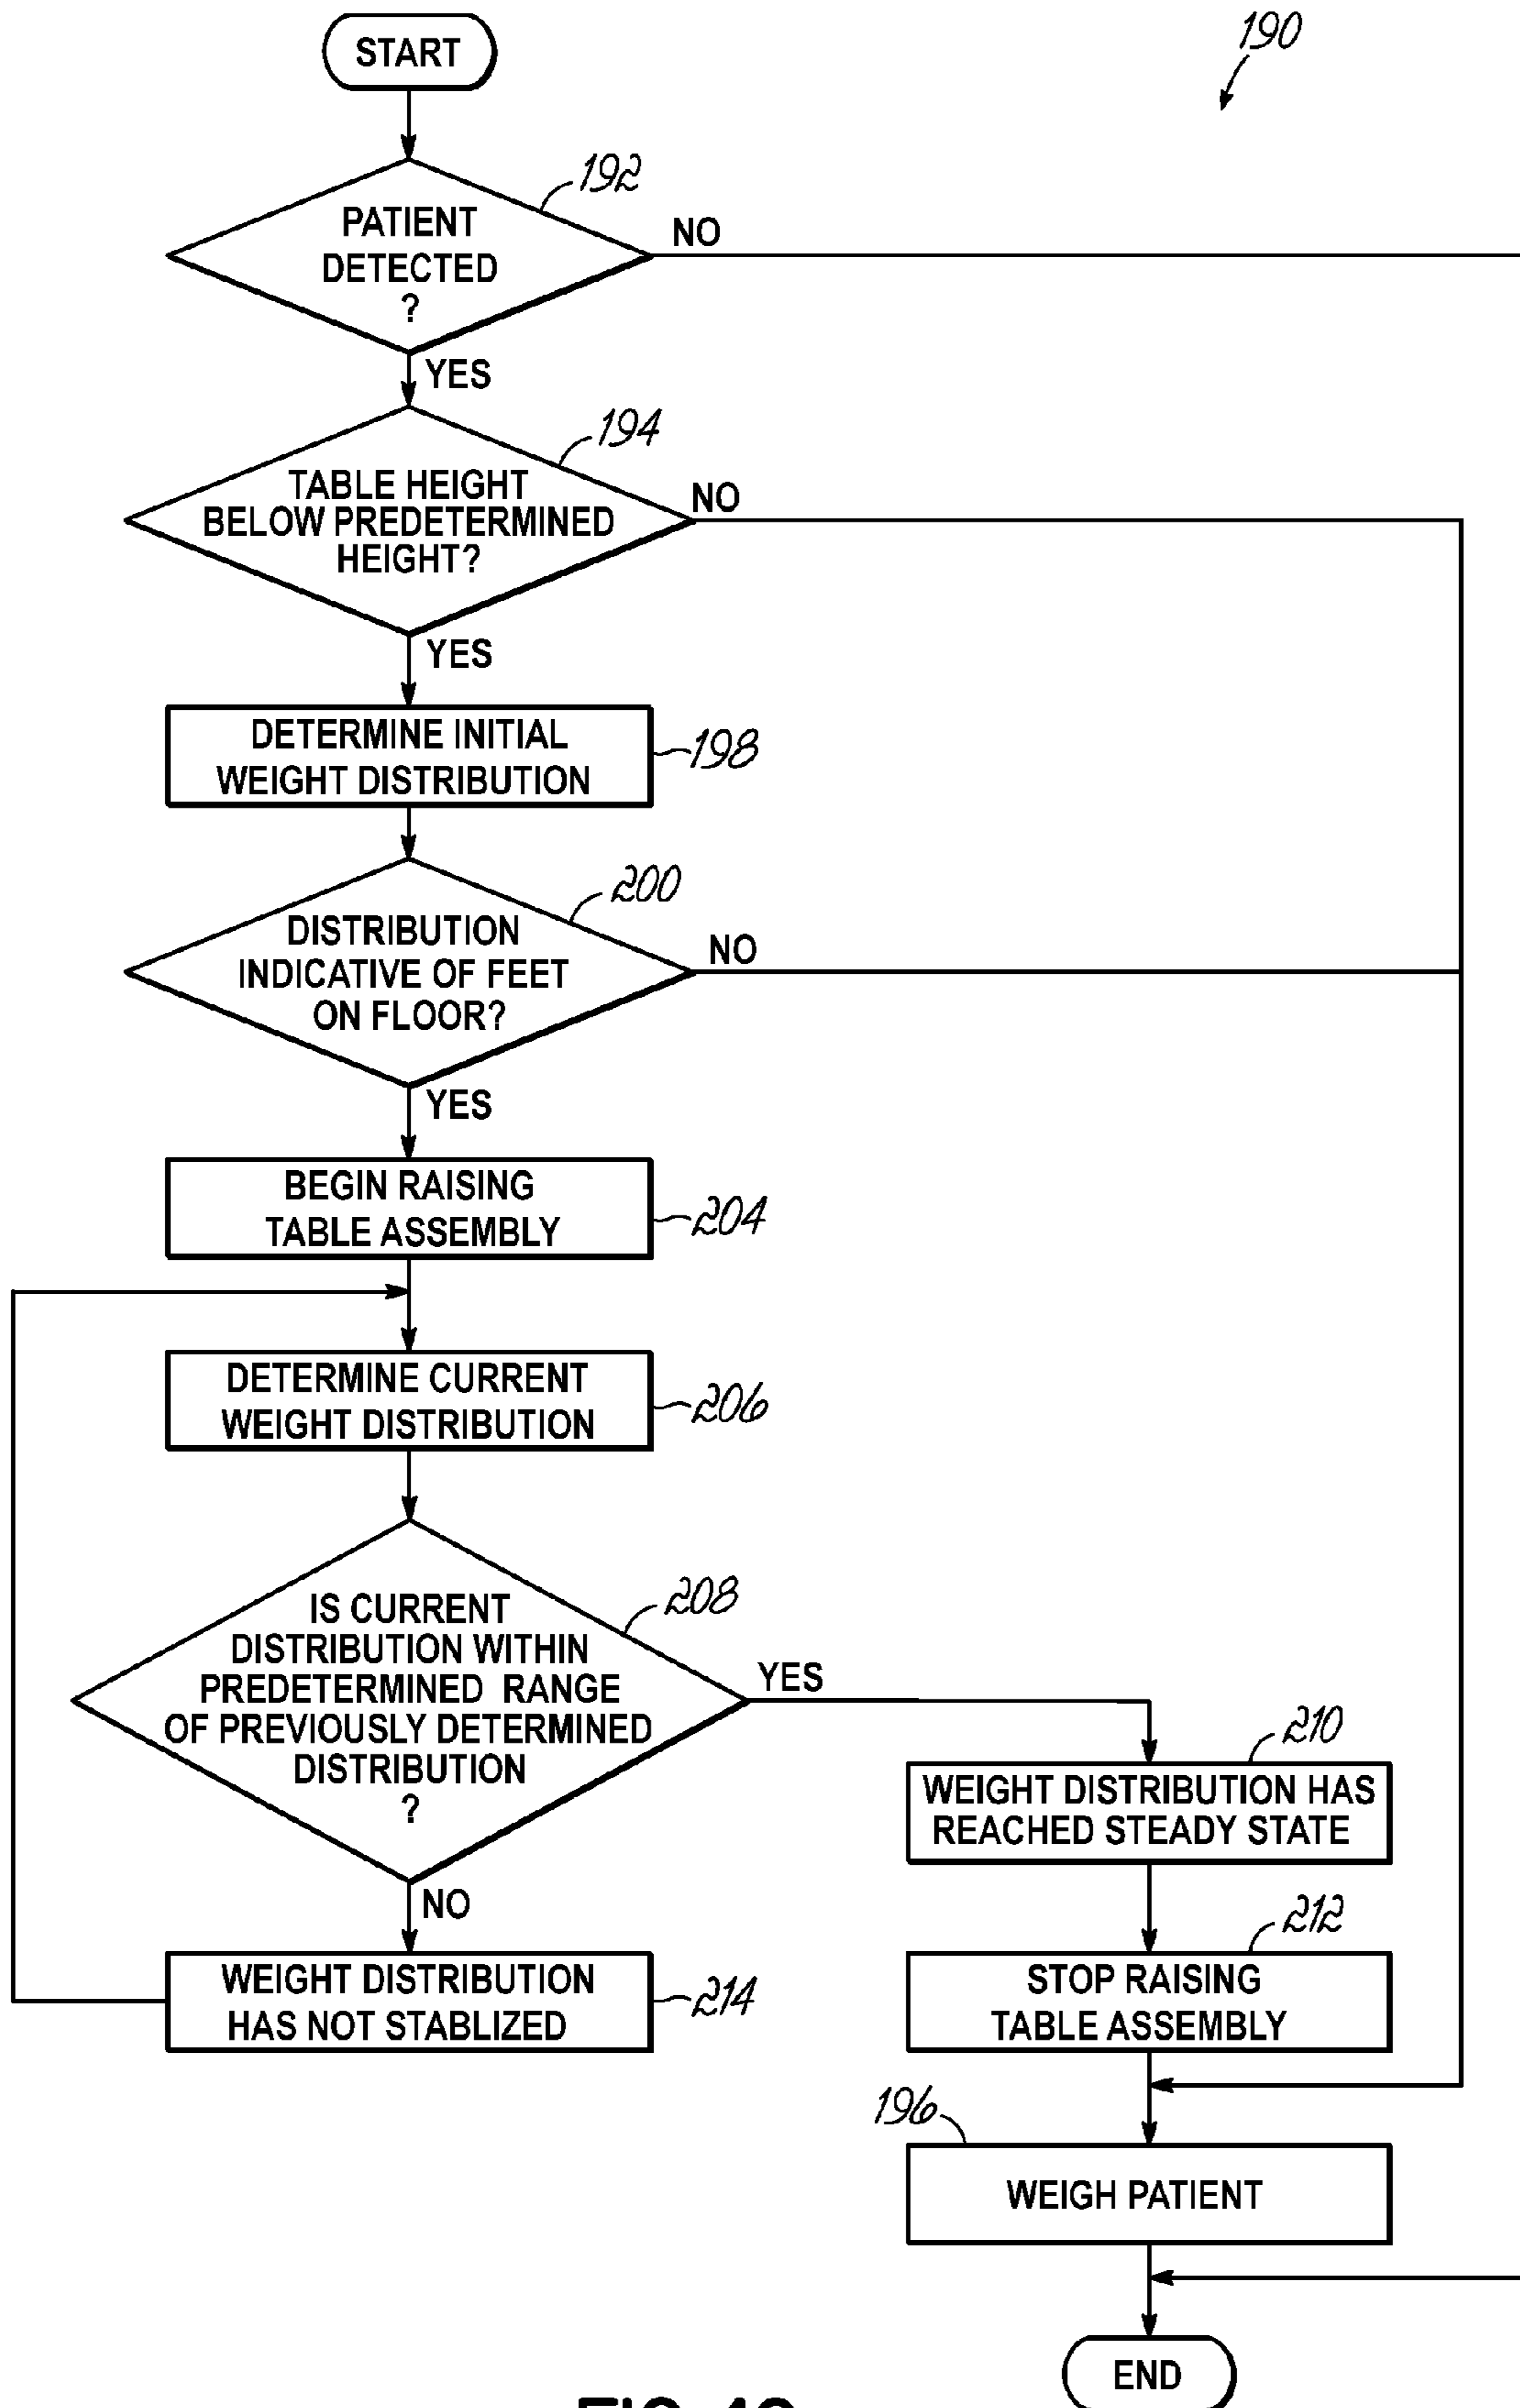 START
190
192
PATIENT
DETECTED
?
NO
YES
194
TABLE HEIGHT
BELOW PREDETERMINED
HEIGHT?
NO
YES
DETERMINE INITIAL
WEIGHT DISTRIBUTION
198
200
DISTRIBUTION
INDICATIVE OF FEET
ON FLOOR?
NO
YES
BEGIN RAISING
TABLE ASSEMBLY
204
DETERMINE CURRENT
WEIGHT DISTRIBUTION
206
208
IS CURRENT
DISTRIBUTION WITHIN
PREDETERMINED RANGE
OF PREVIOUSLY DETERMINED
DISTRIBUTION
?
YES
NO
210
WEIGHT DISTRIBUTION HAS
REACHED STEADY STATE
WEIGHT DISTRIBUTION
HAS NOT STABLIZED
214
212
STOP RAISING
TABLE ASSEMBLY
196
WEIGH PATIENT
END